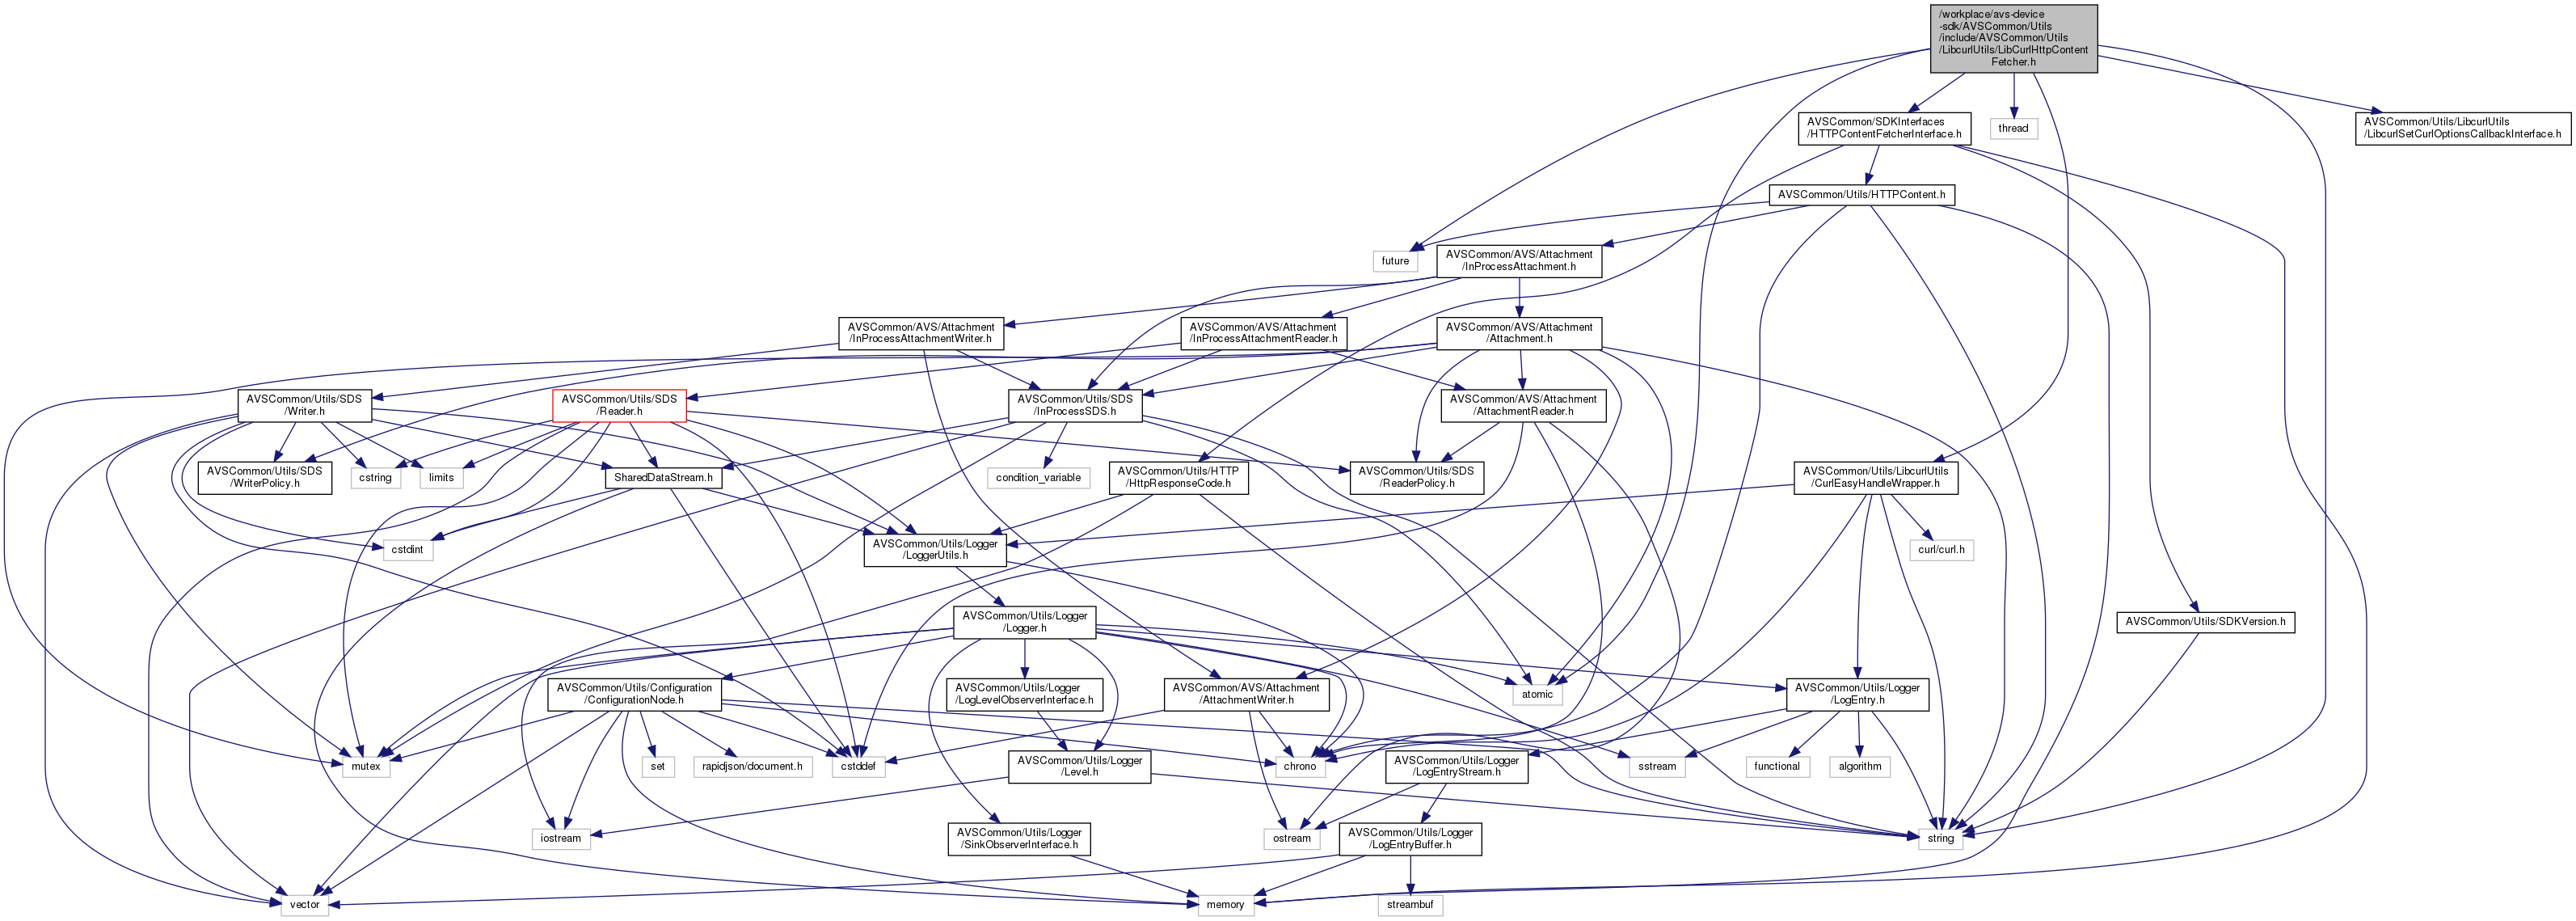 /workplace/avs-device
-sdk/AVSCommon/Utils
/include/AVSCommon/Utils
/LibcurlUtils/LibCurlHttpContent
Fetcher.h
AVSCommon/SDKInterfaces
/HTTPContentFetcherInterface.h
thread
AVSCommon/Utils/LibcurlUtils
/LibcurlSetCurlOptionsCallbackInterface.h
AVSCommon/Utils/HTTPContent.h
future
AVSCommon/AVS/Attachment
/InProcessAttachment.h
AVSCommon/AVS/Attachment
/InProcessAttachmentWriter.h
AVSCommon/AVS/Attachment
/InProcessAttachmentReader.h
AVSCommon/AVS/Attachment
/Attachment.h
AVSCommon/Utils/SDS
/Writer.h
AVSCommon/Utils/SDS
/Reader.h
AVSCommon/Utils/SDS
/InProcessSDS.h
AVSCommon/AVS/Attachment
/AttachmentReader.h
AVSCommon/Utils/SDS
/WriterPolicy.h
cstring
limits
SharedDataStream.h
condition_variable
AVSCommon/Utils/HTTP
/HttpResponseCode.h
AVSCommon/Utils/SDS
/ReaderPolicy.h
AVSCommon/Utils/LibcurlUtils
/CurlEasyHandleWrapper.h
cstdint
AVSCommon/Utils/Logger
/LoggerUtils.h
curl/curl.h
AVSCommon/Utils/Logger
/Logger.h
AVSCommon/Utils/SDKVersion.h
AVSCommon/Utils/Configuration
/ConfigurationNode.h
AVSCommon/Utils/Logger
/LogLevelObserverInterface.h
AVSCommon/AVS/Attachment
/AttachmentWriter.h
atomic
AVSCommon/Utils/Logger
/LogEntry.h
mutex
set
rapidjson/document.h
cstddef
AVSCommon/Utils/Logger
/Level.h
chrono
AVSCommon/Utils/Logger
/LogEntryStream.h
sstream
functional
algorithm
iostream
AVSCommon/Utils/Logger
/SinkObserverInterface.h
ostream
AVSCommon/Utils/Logger
/LogEntryBuffer.h
string
vector
memory
streambuf